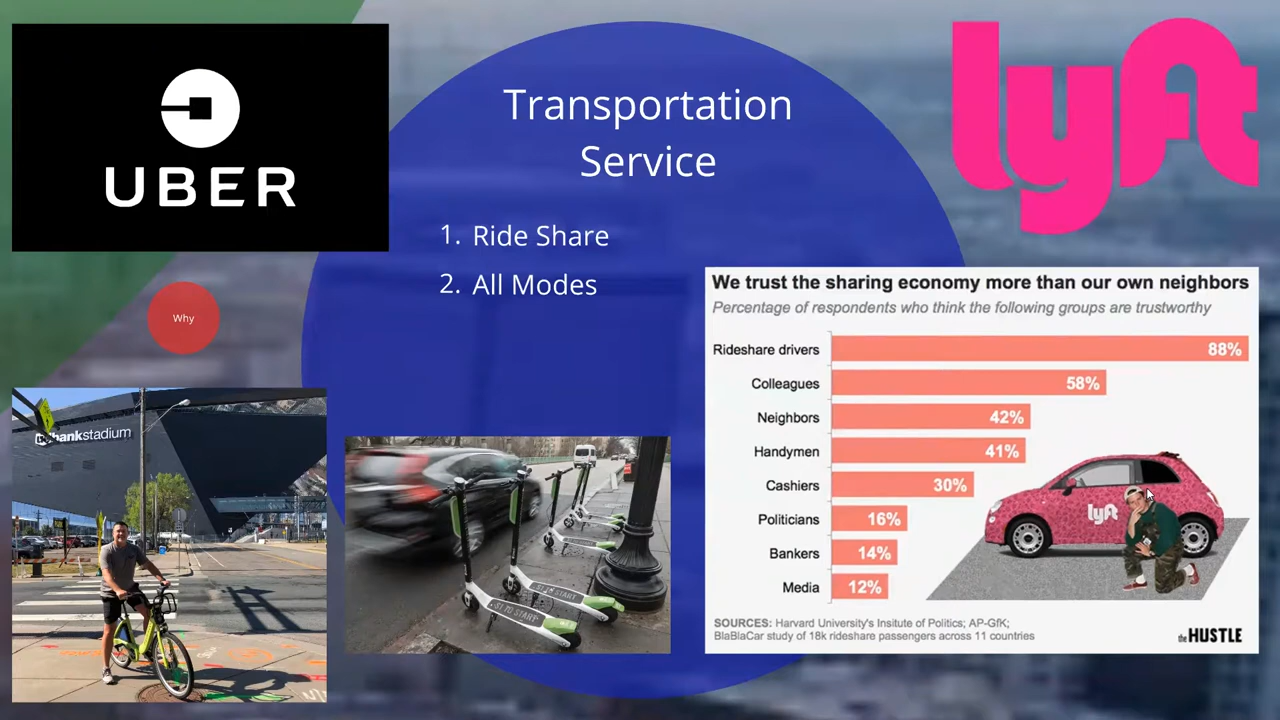 UBER
Transportation
Service
1. Ride Share
2. All Modes
lyft
Why
We trust the sharing economy more than our own neighbors
Percentage of respondents who think the following groups are trustworthy
Rideshare drivers 88%
Colleagues 58%
Neighbors 42%
Handymen 41%
Cashiers 30%
Politicians 16%
Bankers 14%
Media 12%
lyft
SOURCES: Harvard University's Insitute of Politics; AP-GfK;
BlaBlaCar study of 18k rideshare passengers across 11 countries
the HUSTLE
bankstadium
$1 TO START